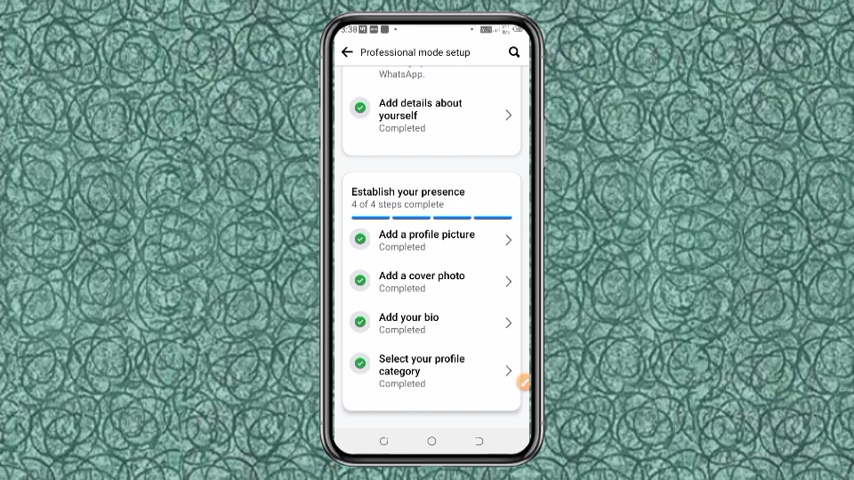 3:38
Professional mode setup
WhatsApp.
Add details about
yourself
Completed
Establish your presence
4 of 4 steps complete
Add a profile picture
Completed
Add a cover photo
Completed
Add your bio
Completed
Select your profile
category
Completed